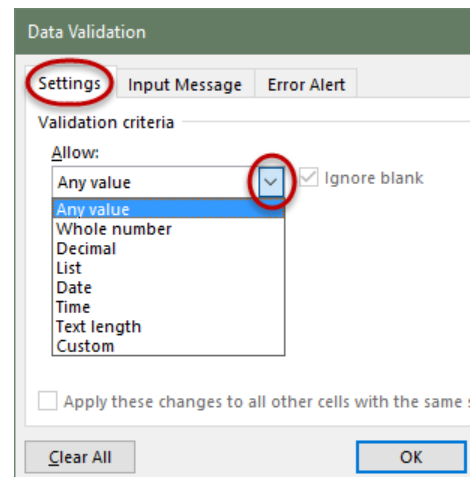 Data Validation
Settings Input Message Error Alert
Validation criteria
Allow:
Any value Ignore blank
Any value
Whole number
Decimal
List
Date
Time
Text length
Custom
Apply these changes to all other cells with the same s
Clear All OK